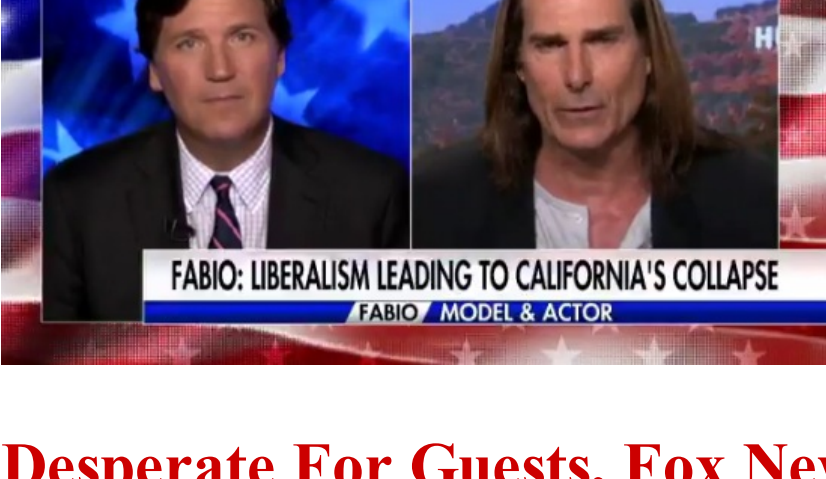 FABIO: LIBERALISM LEADING TO CALIFORNIA'S COLLAPSE
FABIO MODEL & ACTOR
Desperate For Guests, Fox